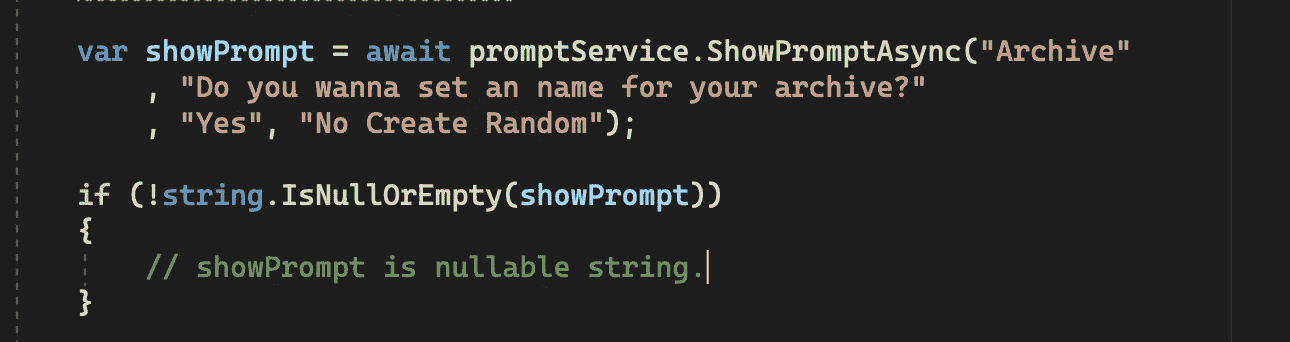 var showPrompt = await promptService.ShowPromptAsync("Archive"
, "Do you wanna set an name for your archive?"
, "Yes", "No Create Random");
if (!string.IsNullOrEmpty(showPrompt))
{
// showPrompt is nullable string.
}